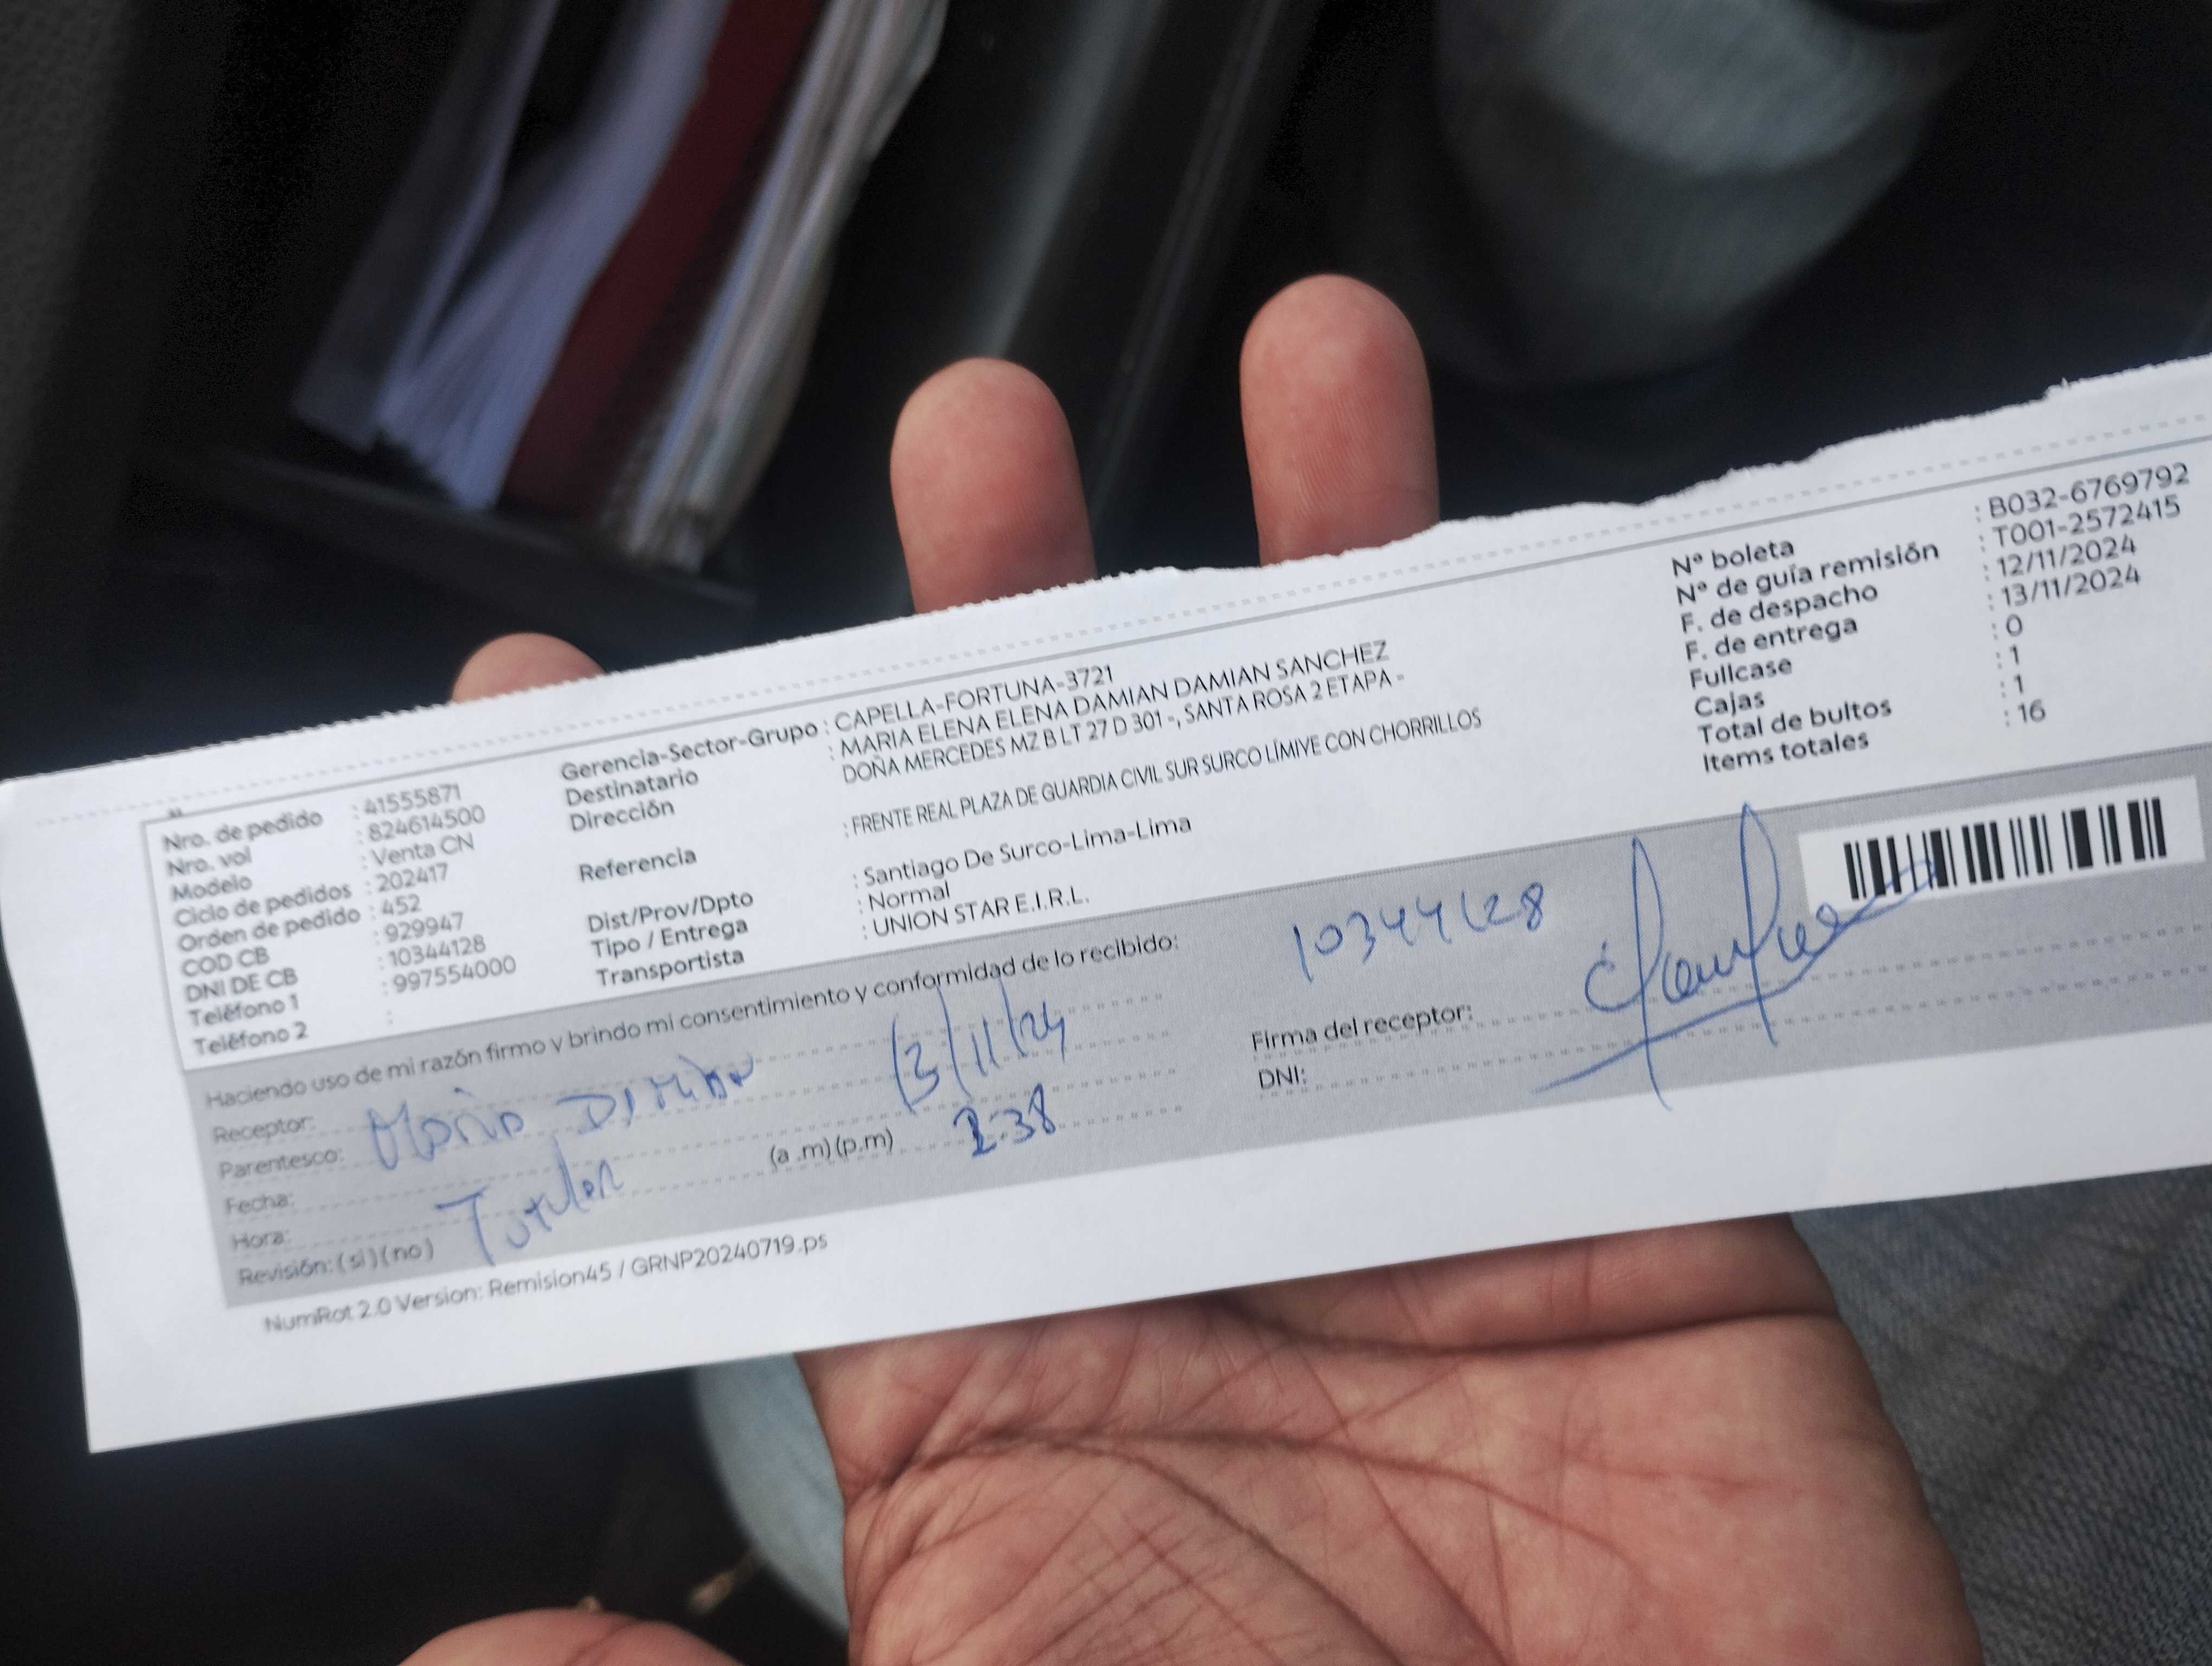 Nro. de pedido : 41555871
Nro. vol : 824614500
Modelo : Venta CN
Ciclo de pedidos : 202417
Orden de pedido : 452
COD CB : 929947
DNI DE CB : 10344128
Teléfono 1 : 997554000
Teléfono 2 :
Gerencia-Sector-Grupo : CAPELLA-FORTUNA-3721
Destinatario : MARIA ELENA ELENA DAMIAN DAMIAN SANCHEZ
Dirección DOÑA MERCEDES MZ B LT 27 D 301 -, SANTA ROSA 2 ETAPA -
Referencia : FRENTE REAL PLAZA DE GUARDIA CIVIL SUR SURCO LÍMIYE CON CHORRILLOS
Dist/Prov/Dpto : Santiago De Surco-Lima-Lima
Tipo / Entrega : Normal
Transportista : UNION STAR E.I.R.L.
N° boleta : B032-6769792
N° de guía remisión : T001-2572415
F. de despacho : 12/11/2024
F. de entrega : 13/11/2024
Fullcase : 0
Cajas : 1
Total de bultos : 1
Items totales : 16
Haciendo uso de mi razón firmo y brindo mi consentimiento y conformidad de lo recibido:
Receptor:
Parentesco: 13/11/24
Fecha:
Hora: (a .m) (p.m) 2:38
Revisión: (si) (no) Titular
10344128
Firma del receptor:
DNI:
NumRot 2.0 Version: Remision45 / GRNP20240719.ps